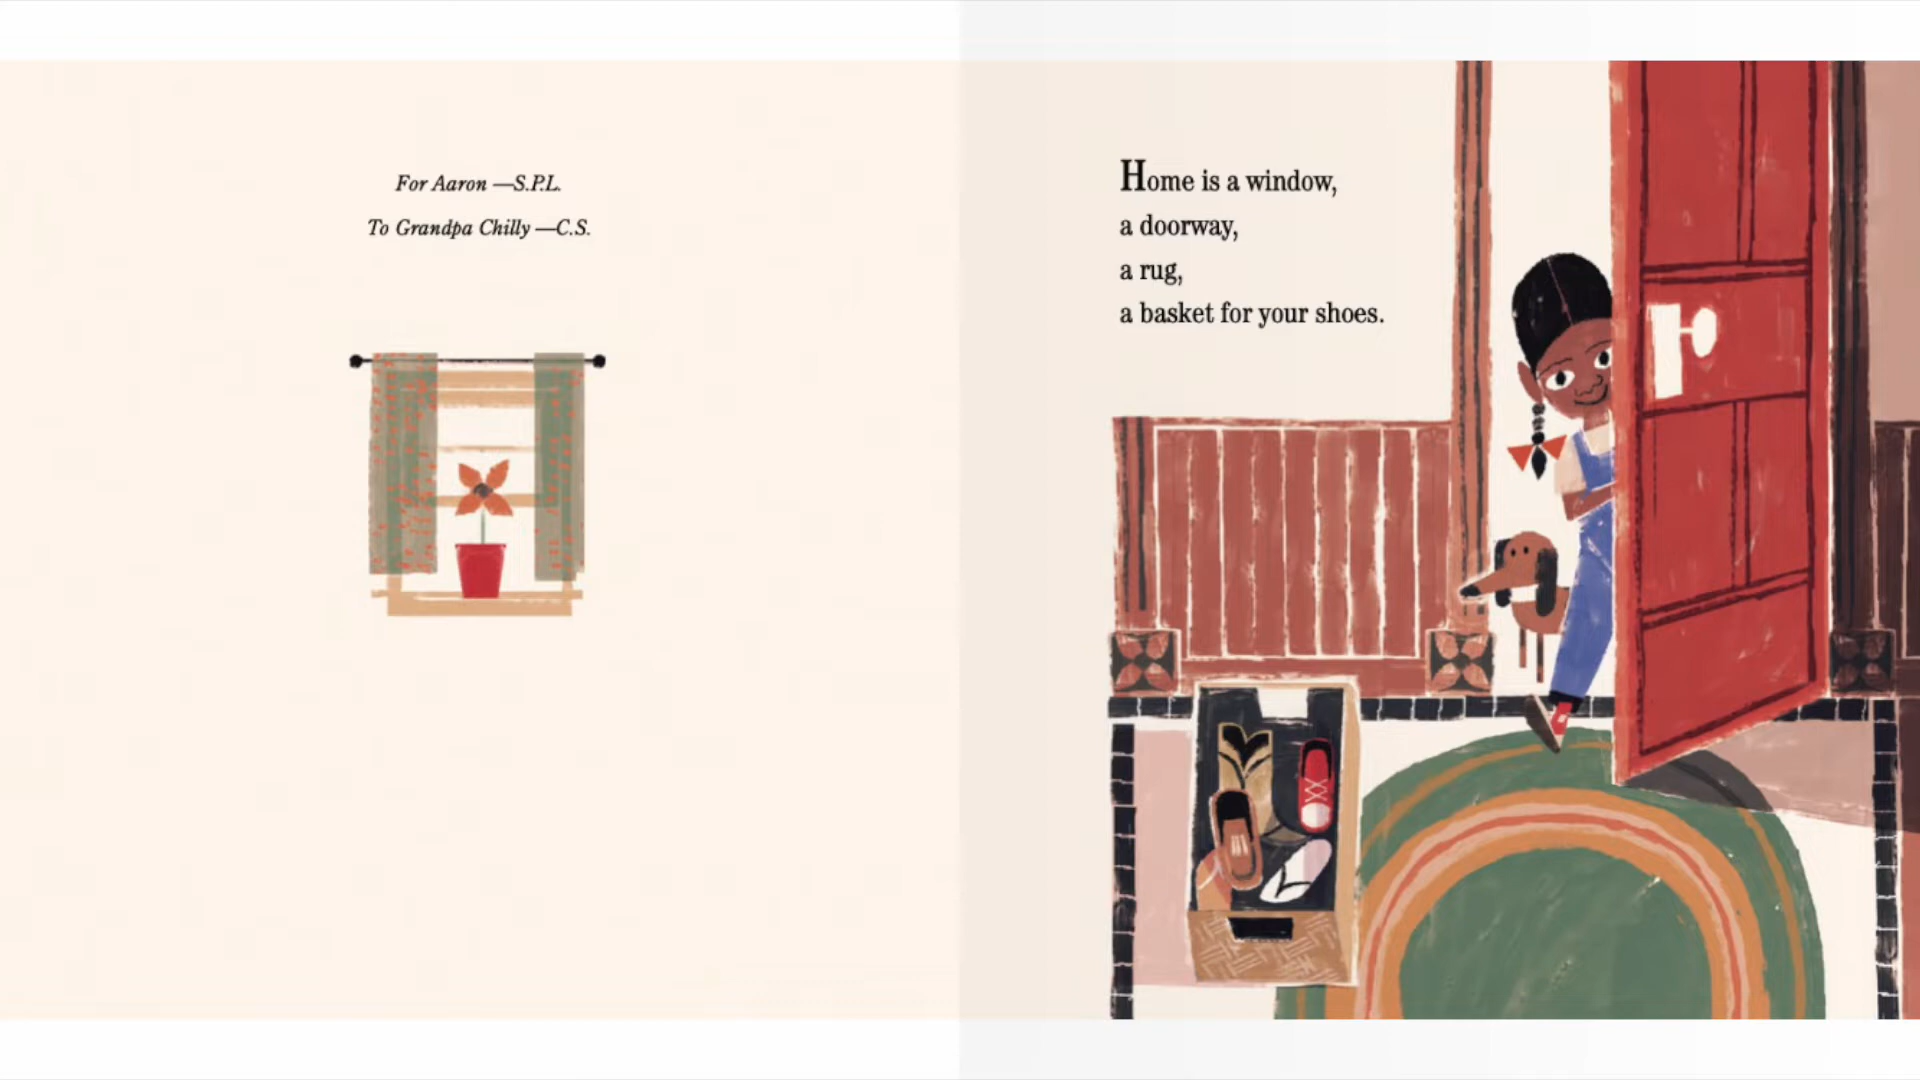 For Aaron —S.P.L.
To Grandpa Chilly —C.S.
Home is a window,
a doorway,
a rug,
a basket for your shoes.